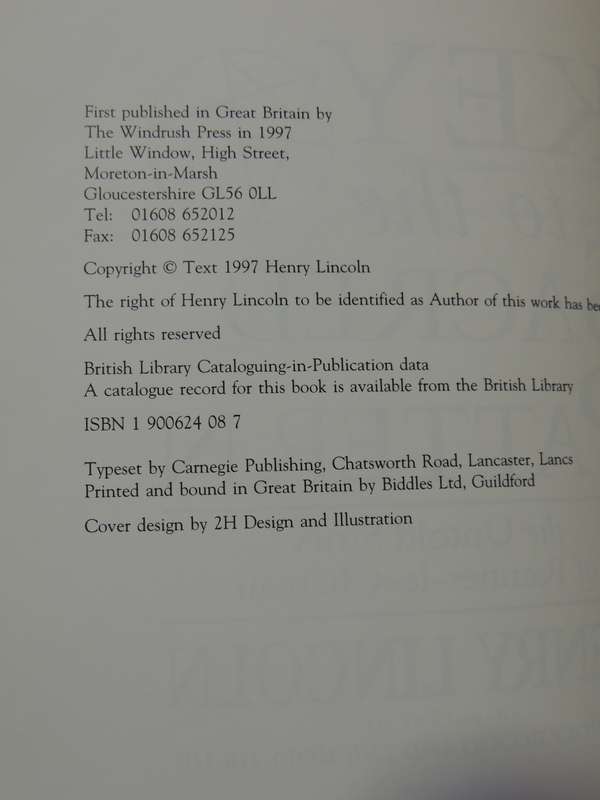 First published in Great Britain by
The Windrush Press in 1997
Little Window, High Street,
Moreton-in-Marsh
Gloucestershire GL56 0LL
Tel: 01608 652012
Fax: 01608 652125
Copyright © Text 1997 Henry Lincoln
The right of Henry Lincoln to be identified as Author of this work has
All rights reserved
British Library Cataloguing-in-Publication data
A catalogue record for this book is available from the British Library
ISBN 1 900624 08 7
Typeset by Carnegie Publishing, Chatsworth Road, Lancaster, Lancs
Printed and bound in Great Britain by Biddles Ltd, Guildford
Cover design by 2H Design and Illustration